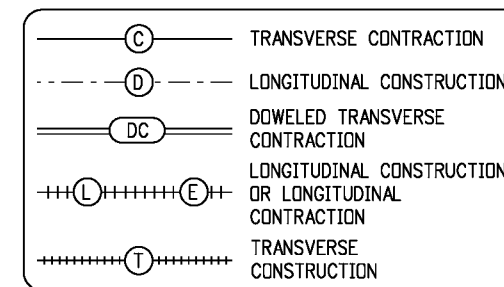 C TRANSVERSE CONTRACTION
D LONGITUDINAL CONSTRUCTION
DC DOWELED TRANSVERSE
CONTRACTION
LONGITUDINAL CONSTRUCTION
L E OR LONGITUDINAL
CONTRACTION
TRANSVERSE
T CONSTRUCTION